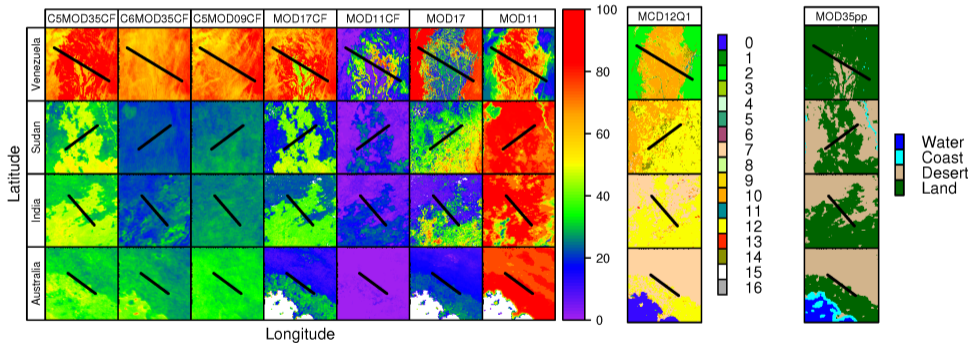 C5MOD35CF C6MOD35CF C5MOD09CF MOD17CF MOD11CF MOD17 MOD11
MCD12Q1
MOD35pp
Latitude
Venezuela
Sudan
India
Australia
Longitude
100
80
60
40
20
0
0
1
2
3
4
5
6
7
8
9
10
11
12
13
14
15
16
Water
Coast
Desert
Land